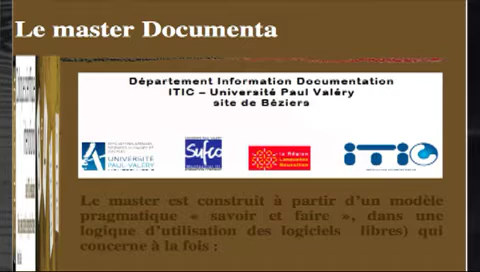 Le master Documenta
Département Information Documentation
ITIC – Université Paul Valéry
site de Béziers
UNIVERSITÉ
PAUL-VALÉRY
Sufco
La Région
Languedoc
Roussillon
iTiC
Le master est construit à partir d'un modèle
pragmatique « savoir et faire », dans une
logique d'utilisation des logiciels libres) qui
concerne à la fois :